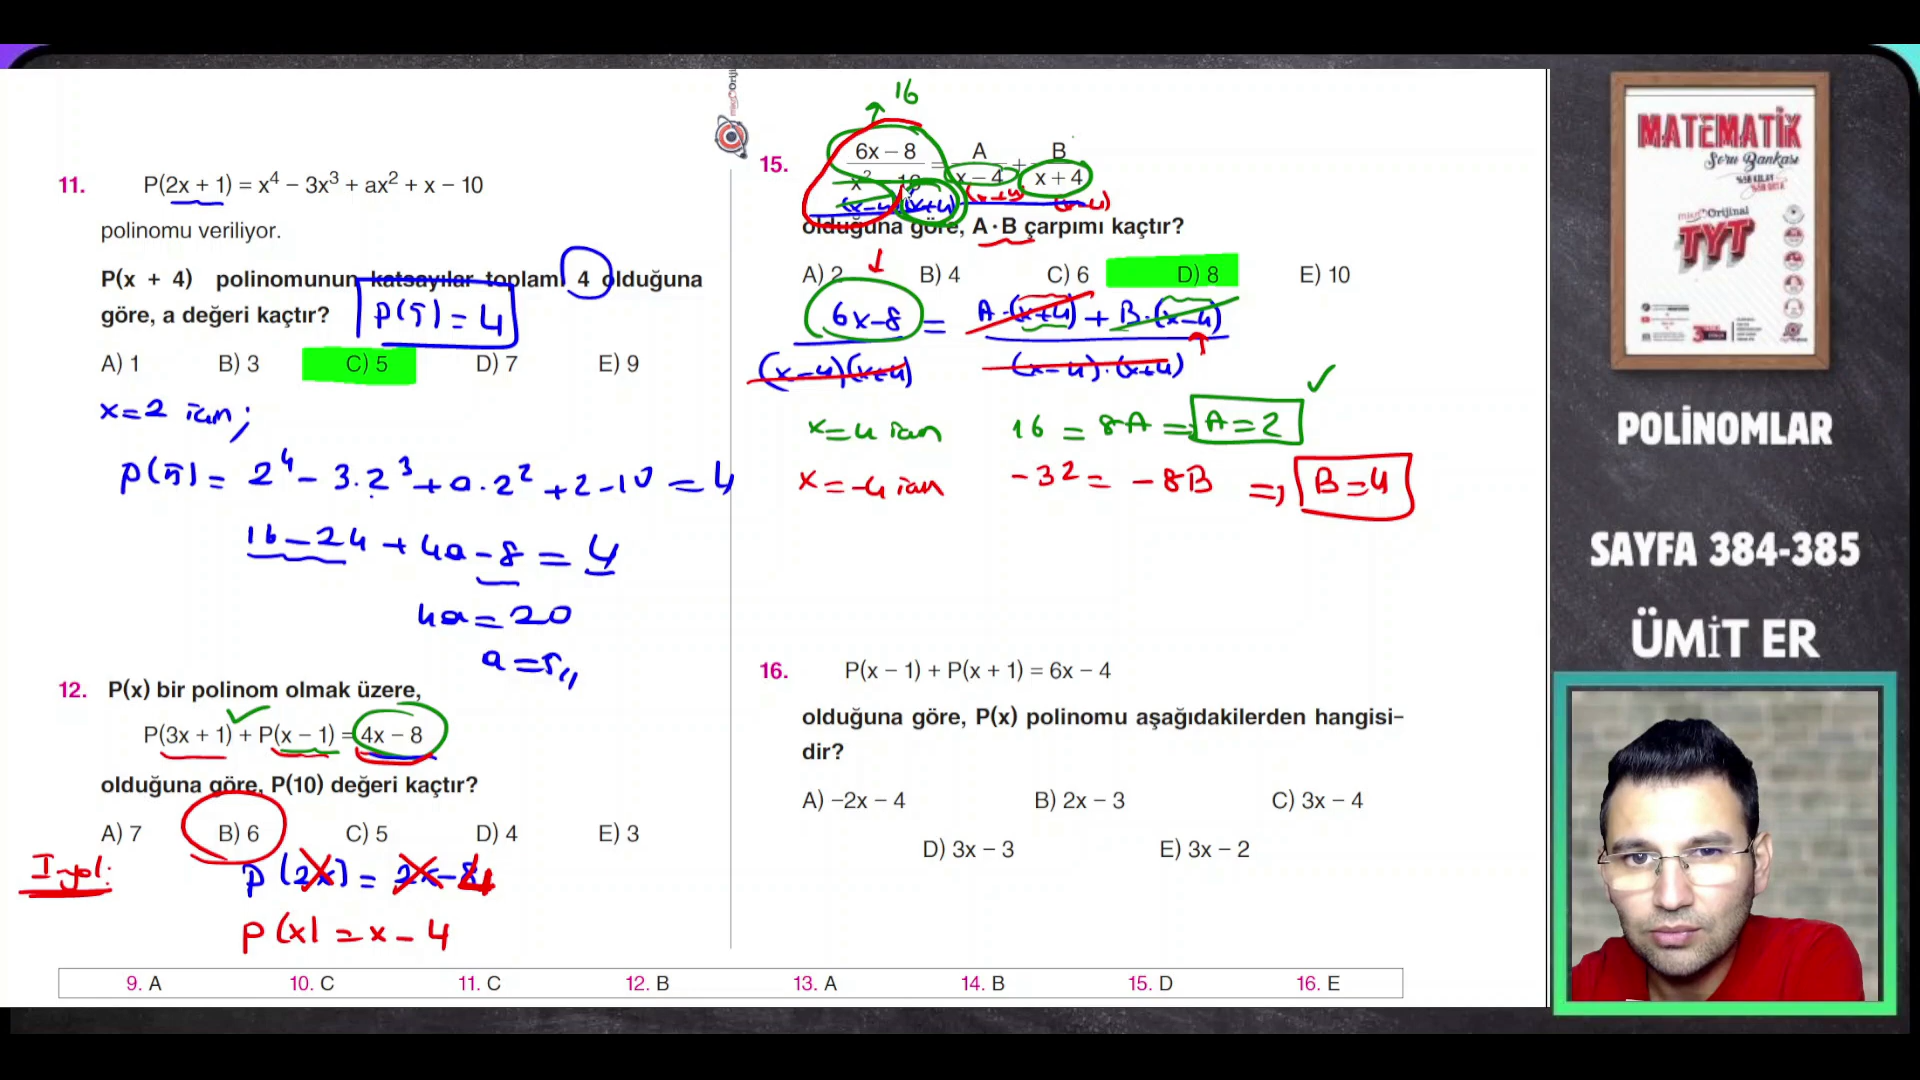 11. P(2x + 1) = x⁴ – 3x³ + ax² + x – 10
polinomu veriliyor.
P(x + 4) polinomunun katsayılar toplamı 4 olduğuna
göre, a değeri kaçtır?
P(5) = 4
A) 1 B) 3 C) 5 D) 7 E) 9
x=2 için;
P(5) = 2⁴ – 3.2³ + a.2² + 2 – 10 = 4
16 – 24 + 4a – 8 = 4
4a = 20
a = 5//
12. P(x) bir polinom olmak üzere,
P(3x + 1) + P(x – 1) = 4x – 8
olduğuna göre, P(10) değeri kaçtır?
A) 7 B) 6 C) 5 D) 4 E) 3
I. yol:
P(2x) = 2x – 8 4
P(x) = x – 4
16
15. 6x – 8 / x² – 16 = A / x – 4 + B / x + 4
(x–4) (x+4) (x+4) (x–4)
olduğuna göre, A · B çarpımı kaçtır?
A) 2 B) 4 C) 6 D) 8 E) 10
6x–8 = A.(x+4) + B.(x–4)
(x–4)(x+4) (x–4).(x+4)
x=4 için 16 = 8A = A=2
x=–4 için –32 = –8B => B=4
16. P(x – 1) + P(x + 1) = 6x – 4
olduğuna göre, P(x) polinomu aşağıdakilerden hangisi-
dir?
A) –2x – 4 B) 2x – 3 C) 3x – 4
D) 3x – 3 E) 3x – 2
9. A 10. C 11. C 12. B 13. A 14. B 15. D 16. E
MATEMATİK
Soru Bankası
Orijinal
TYT
POLİNOMLAR
SAYFA 384-385
ÜMİT ER